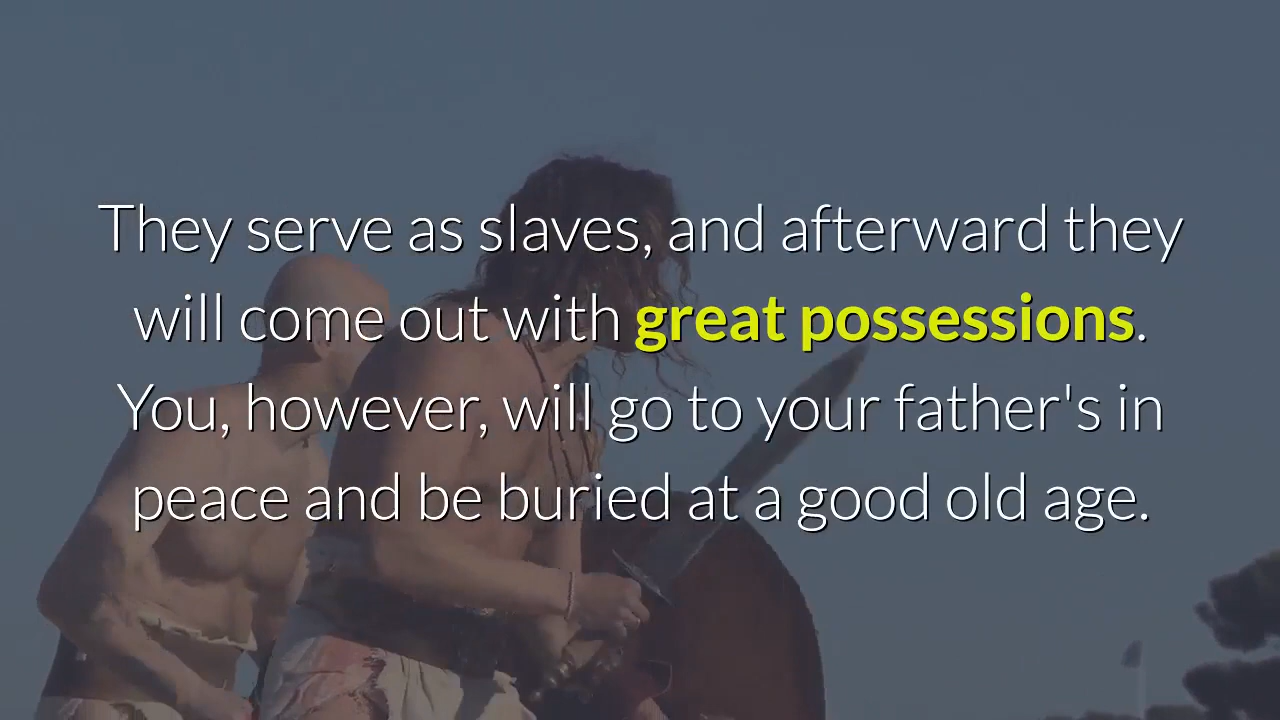 They serve as slaves, and afterward they
will come out with great possessions.
You, however, will go to your father's in
peace and be buried at a good old age.